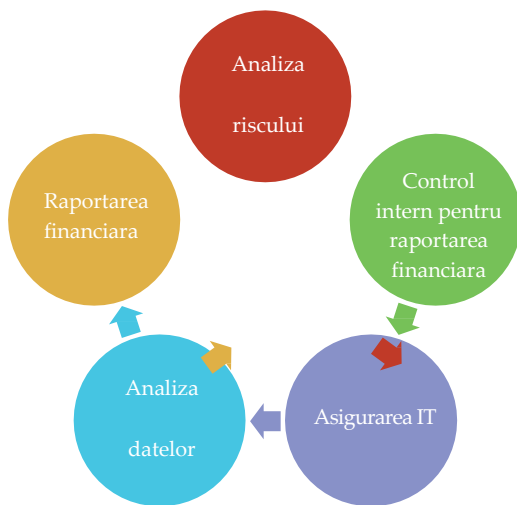 Analiza
riscului
Control
intern pentru
raportarea
financiara
Asigurarea IT
Analiza
datelor
Raportarea
financiara